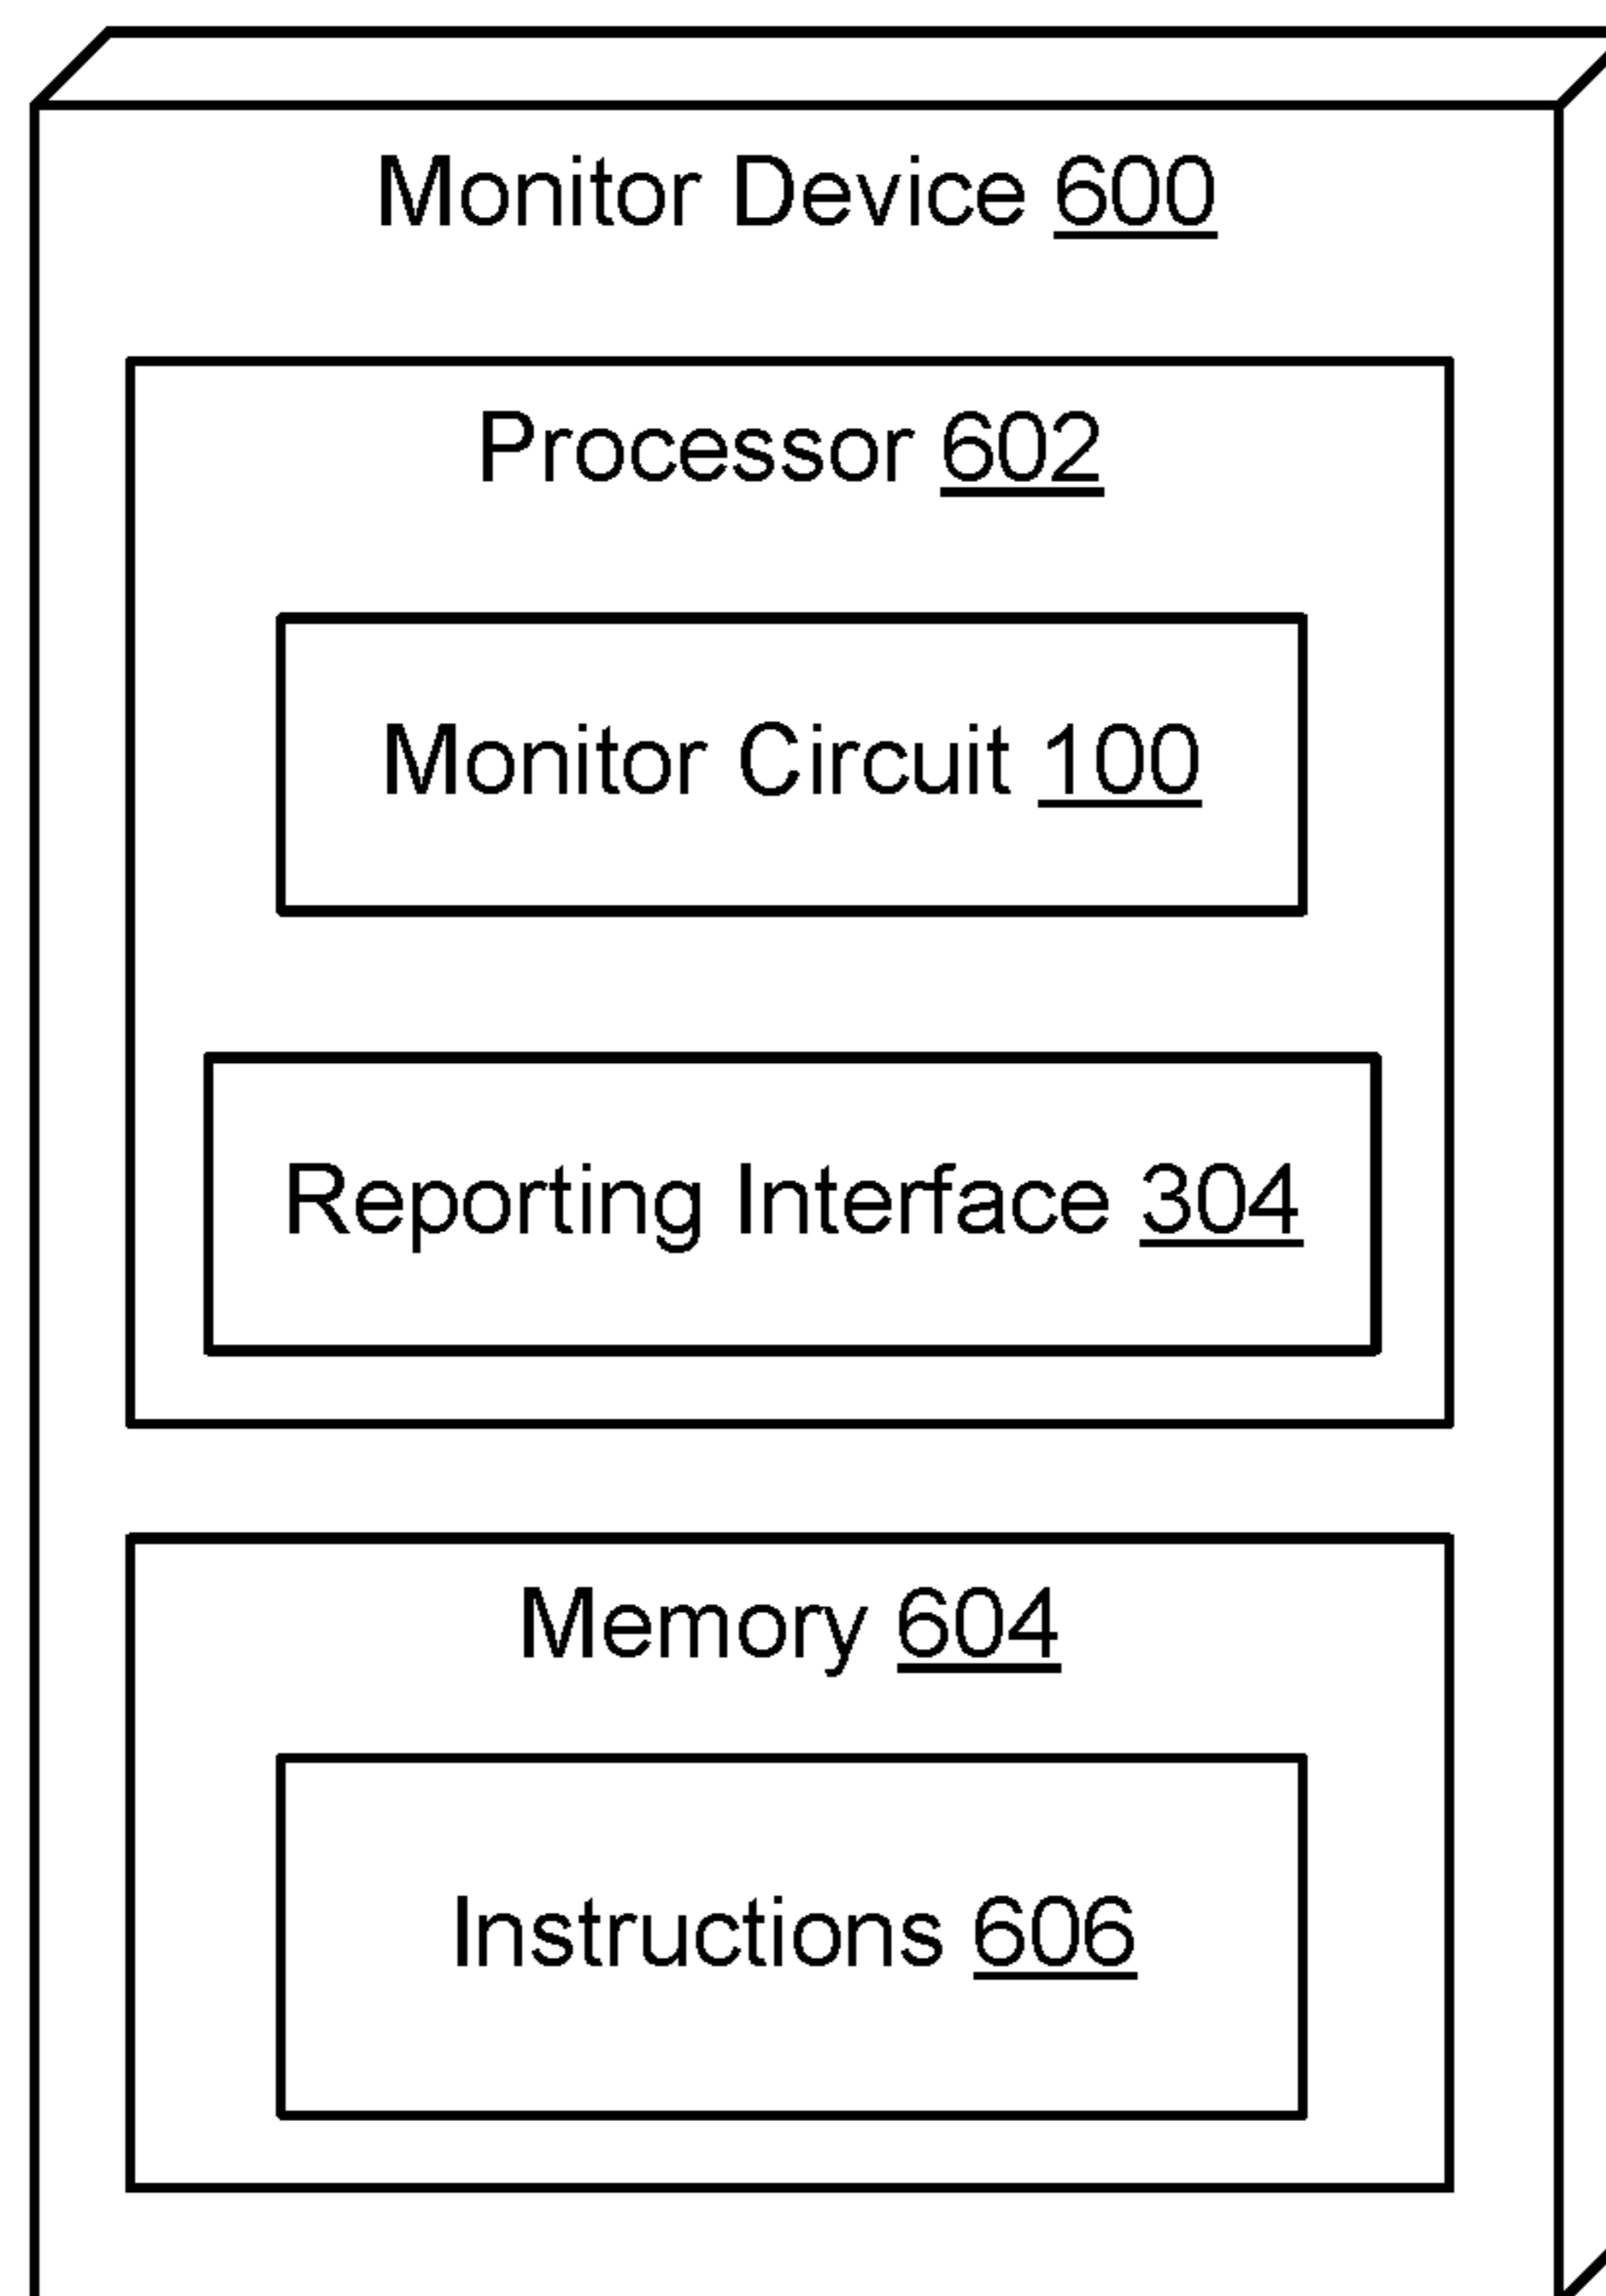 Monitor Device 600
Processor 602
Monitor Circuit 100
Reporting Interface 304
Memory 604
Instructions 606